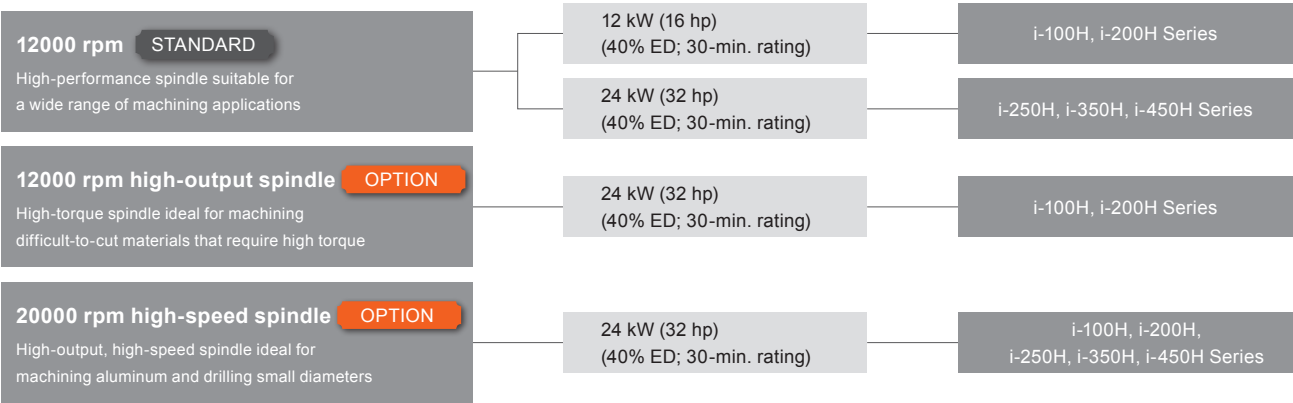 12000 rpm STANDARD
High-performance spindle suitable for
a wide range of machining applications
12 kW (16 hp)
(40% ED; 30-min. rating)
i-100H, i-200H Series
24 kW (32 hp)
(40% ED; 30-min. rating)
i-250H, i-350H, i-450H Series
12000 rpm high-output spindle OPTION
High-torque spindle ideal for machining
difficult-to-cut materials that require high torque
24 kW (32 hp)
(40% ED; 30-min. rating)
i-100H, i-200H Series
20000 rpm high-speed spindle OPTION
High-output, high-speed spindle ideal for
machining aluminum and drilling small diameters
24 kW (32 hp)
(40% ED; 30-min. rating)
i-100H, i-200H,
i-250H, i-350H, i-450H Series